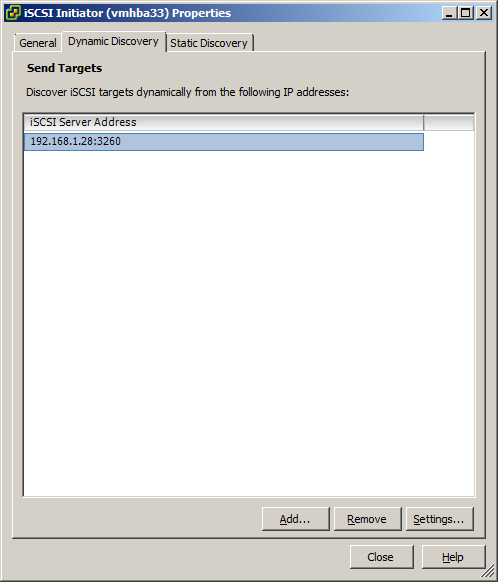 iSCSI Initiator (vmhba33) Properties
General Dynamic Discovery Static Discovery
Send Targets
Discover iSCSI targets dynamically from the following IP addresses:
iSCSI Server Address
192.168.1.28:3260
Add... Remove Settings...
Close Help